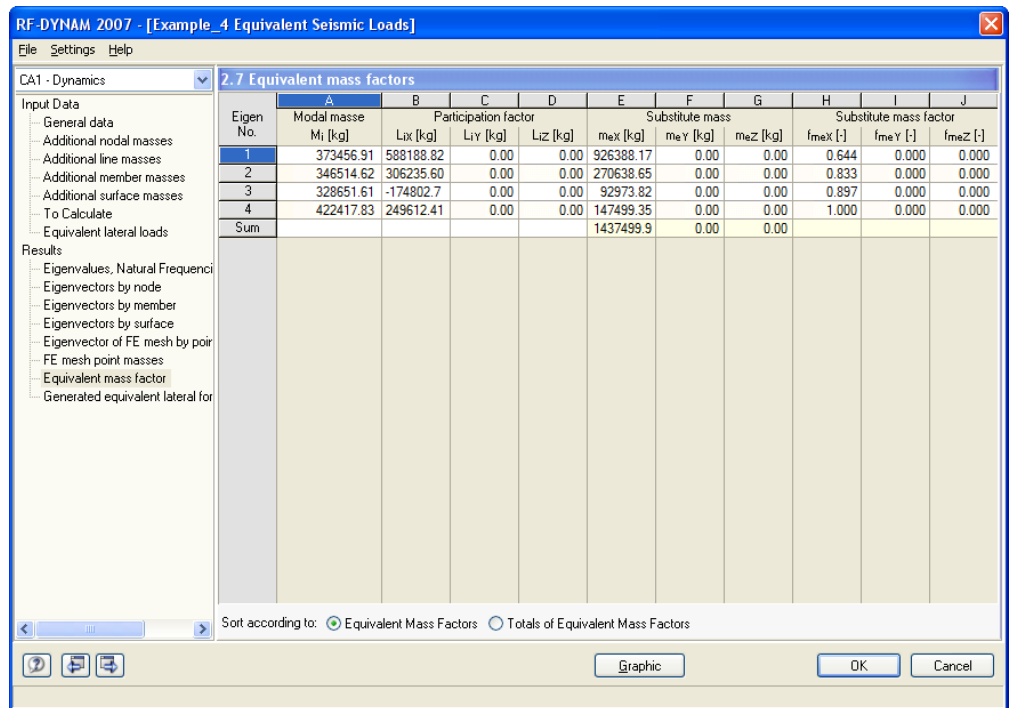 RF-DYNAM 2007 - [Example_4 Equivalent Seismic Loads]
File Settings Help
CA1 - Dynamics
Input Data
General data
Additional nodal masses
Additional line masses
Additional member masses
Additional surface masses
To Calculate
Equivalent lateral loads
Results
Eigenvalues, Natural Frequenci
Eigenvectors by node
Eigenvectors by member
Eigenvectors by surface
Eigenvector of FE mesh by poir
FE mesh point masses
Equivalent mass factor
Generated equivalent lateral for
2.7 Equivalent mass factors
A B C D E F G H I J
Eigen No. Modal masse Participation factor Substitute mass Substitute mass factor
Mi [kg] LiX [kg] LiY [kg] LiZ [kg] meX [kg] meY [kg] meZ [kg] fmeX [-] fmeY [-] fmeZ [-]
1 373456.91 588188.82 0.00 0.00 926388.17 0.00 0.00 0.644 0.000 0.000
2 346514.62 306235.60 0.00 0.00 270638.65 0.00 0.00 0.833 0.000 0.000
3 328651.61 -174802.7 0.00 0.00 92973.82 0.00 0.00 0.897 0.000 0.000
4 422417.83 249612.41 0.00 0.00 147499.35 0.00 0.00 1.000 0.000 0.000
Sum 1437499.9 0.00 0.00
Sort according to: Equivalent Mass Factors Totals of Equivalent Mass Factors
Graphic OK Cancel